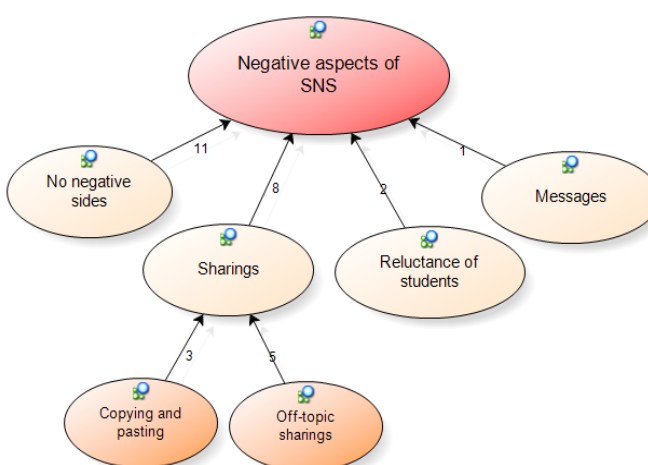 Negative aspects of
SNS
11
1
No negative
sides
8
2
Messages
Sharings
Reluctance of
students
3
5
Copying and
pasting
Off-topic
sharings